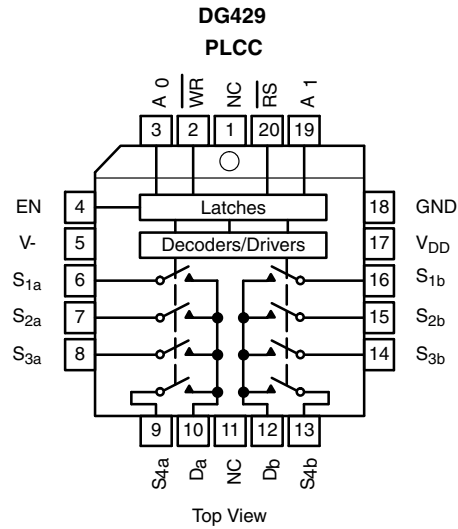 DG429
PLCC
A 0
WR
NC
RS
A 1
3
2
1
20
19
EN
4
Latches
18
GND
V-
5
Decoders/Drivers
17
VDD
S1a
6
16
S1b
S2a
7
15
S2b
S3a
8
14
S3b
9
10
11
12
13
S4a
Da
NC
Db
S4b
Top View